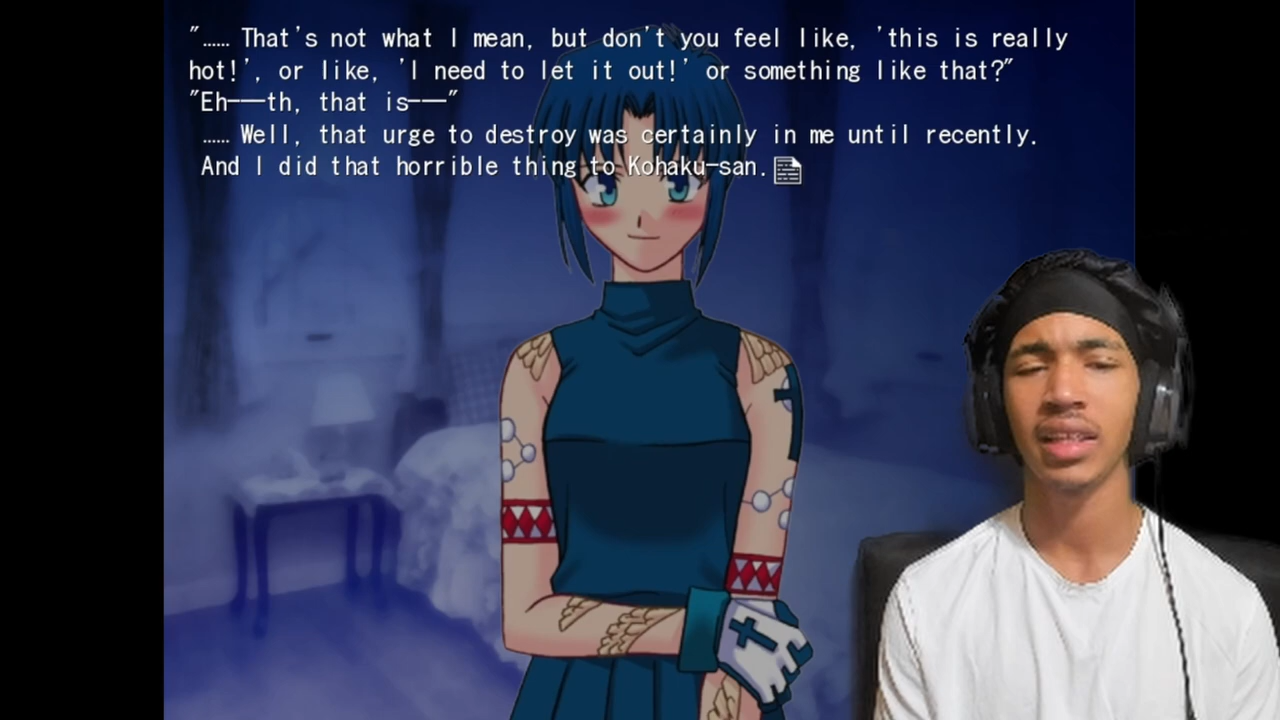 "…… That's not what I mean, but don't you feel like, 'this is really
hot!', or like, 'I need to let it out!' or something like that?"
"Eh——th, that is——"
…… Well, that urge to destroy was certainly in me until recently.
And I did that horrible thing to Kohaku-san.